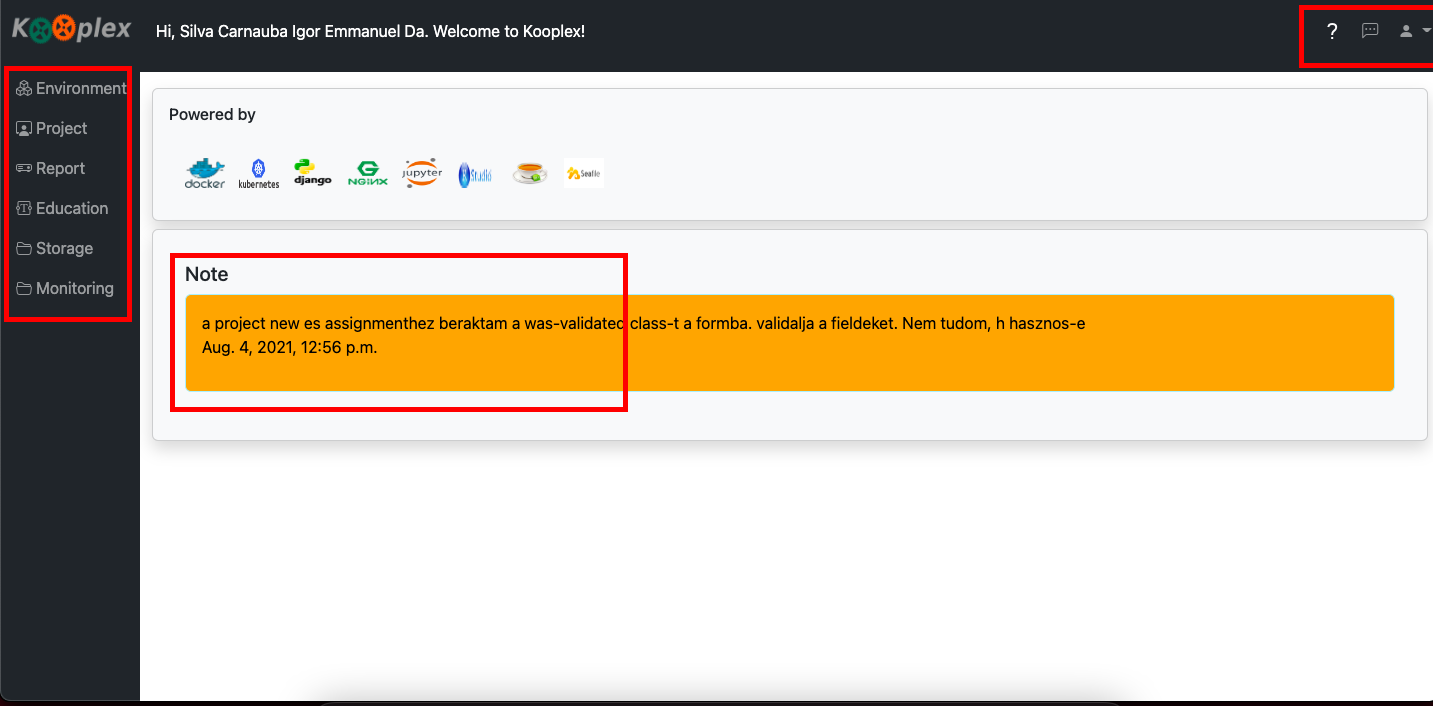 Kooplex
Hi, Silva Carnauba Igor Emmanuel Da. Welcome to Kooplex!
?
Environment
Project
Report
Education
Storage
Monitoring
Powered by
docker
kubernetes
django
NGINX
jupyter
Studio
Seafile
Note
a project new es assignmenthez beraktam a was-validated class-t a formba. validalja a fieldeket. Nem tudom, h hasznos-e
Aug. 4, 2021, 12:56 p.m.